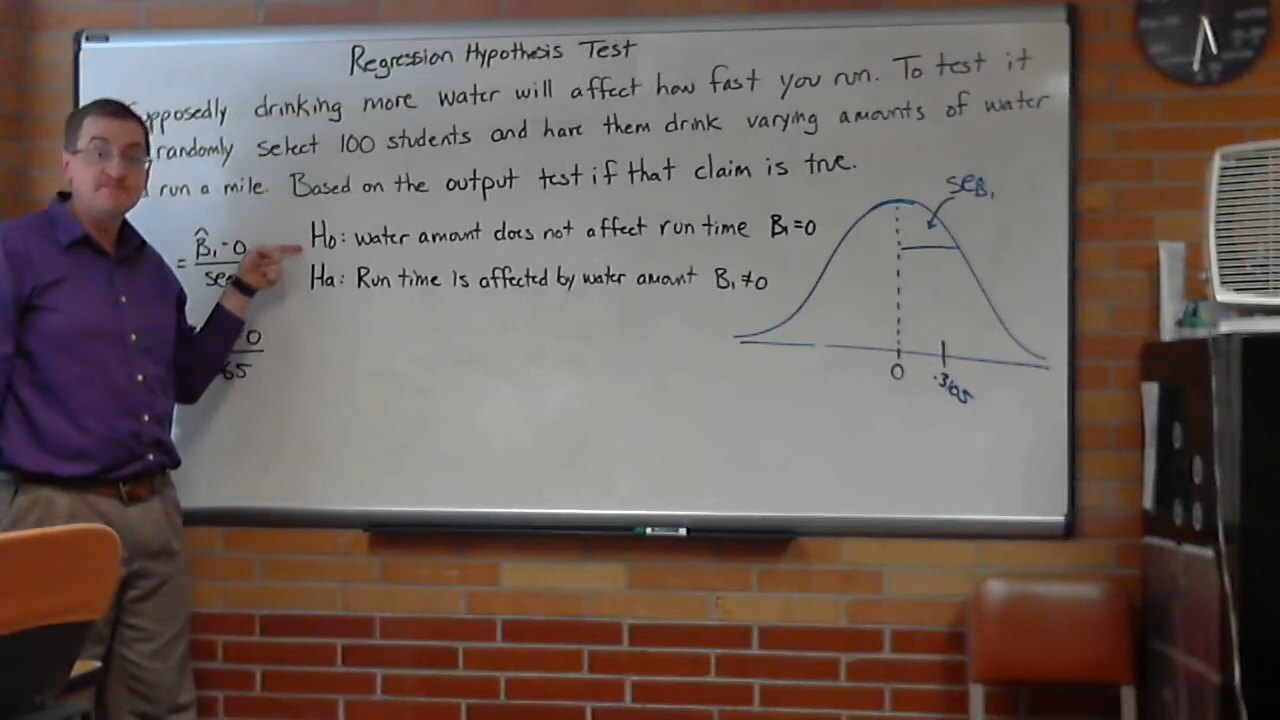 Regression Hypothesis Test
pposedly drinking more water will affect how fast you run. To test it
randomly select 100 students and have them drink varying amounts of water
run a mile. Based on the output test if that claim is true.
= B̂₁-0
se
-0
65
H₀: water amount does not affect run time B₁=0
Ha: Run time is affected by water amount B₁≠0
seB₁
0 .365